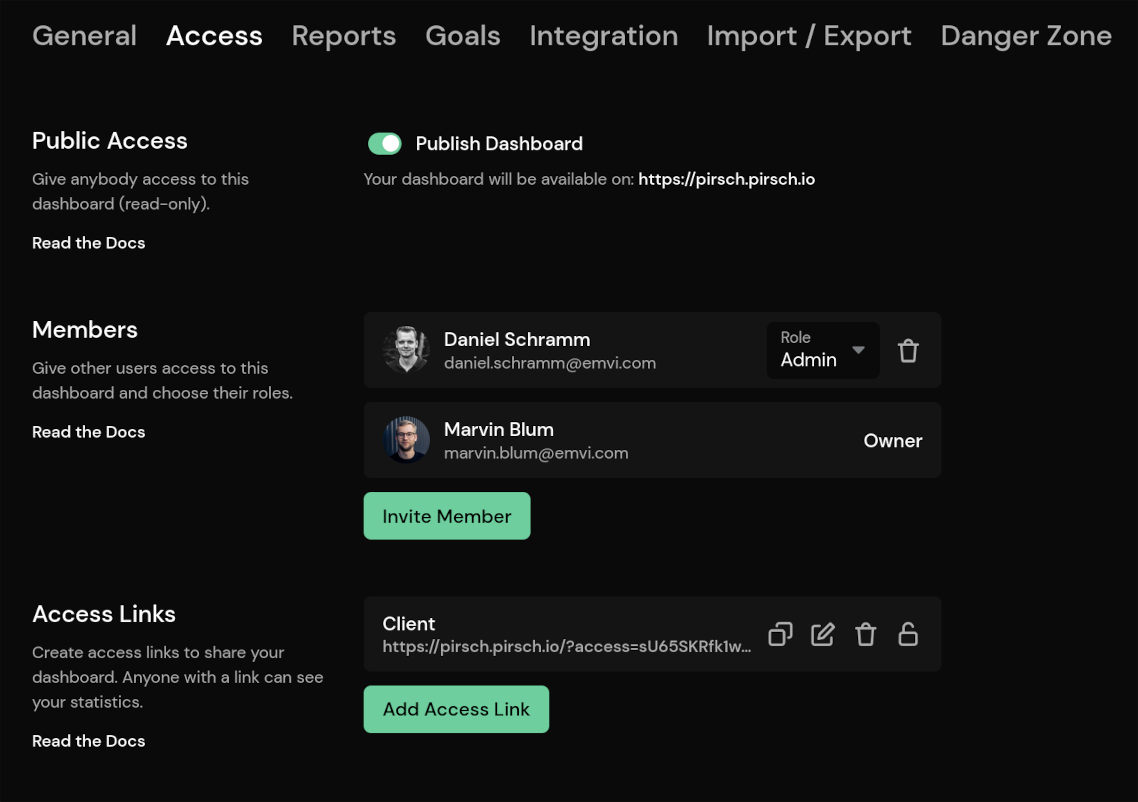 General Access Reports Goals Integration Import / Export Danger Zone
Public Access
Give anybody access to this
dashboard (read-only).
Read the Docs
Publish Dashboard
Your dashboard will be available on: https://pirsch.pirsch.io
Members
Give other users access to this
dashboard and choose their roles.
Read the Docs
Daniel Schramm
daniel.schramm@emvi.com
Role
Admin
Marvin Blum
marvin.blum@emvi.com
Owner
Invite Member
Access Links
Create access links to share your
dashboard. Anyone with a link can see
your statistics.
Read the Docs
Client
https://pirsch.pirsch.io/?access=sU65SKRfk1w...
Add Access Link